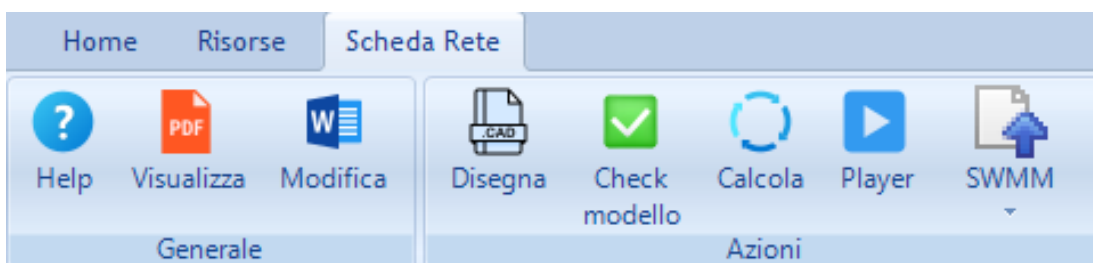 Home Risorse Scheda Rete
? PDF W .CAD
Help Visualizza Modifica Disegna Check modello Calcola Player SWMM
Generale Azioni